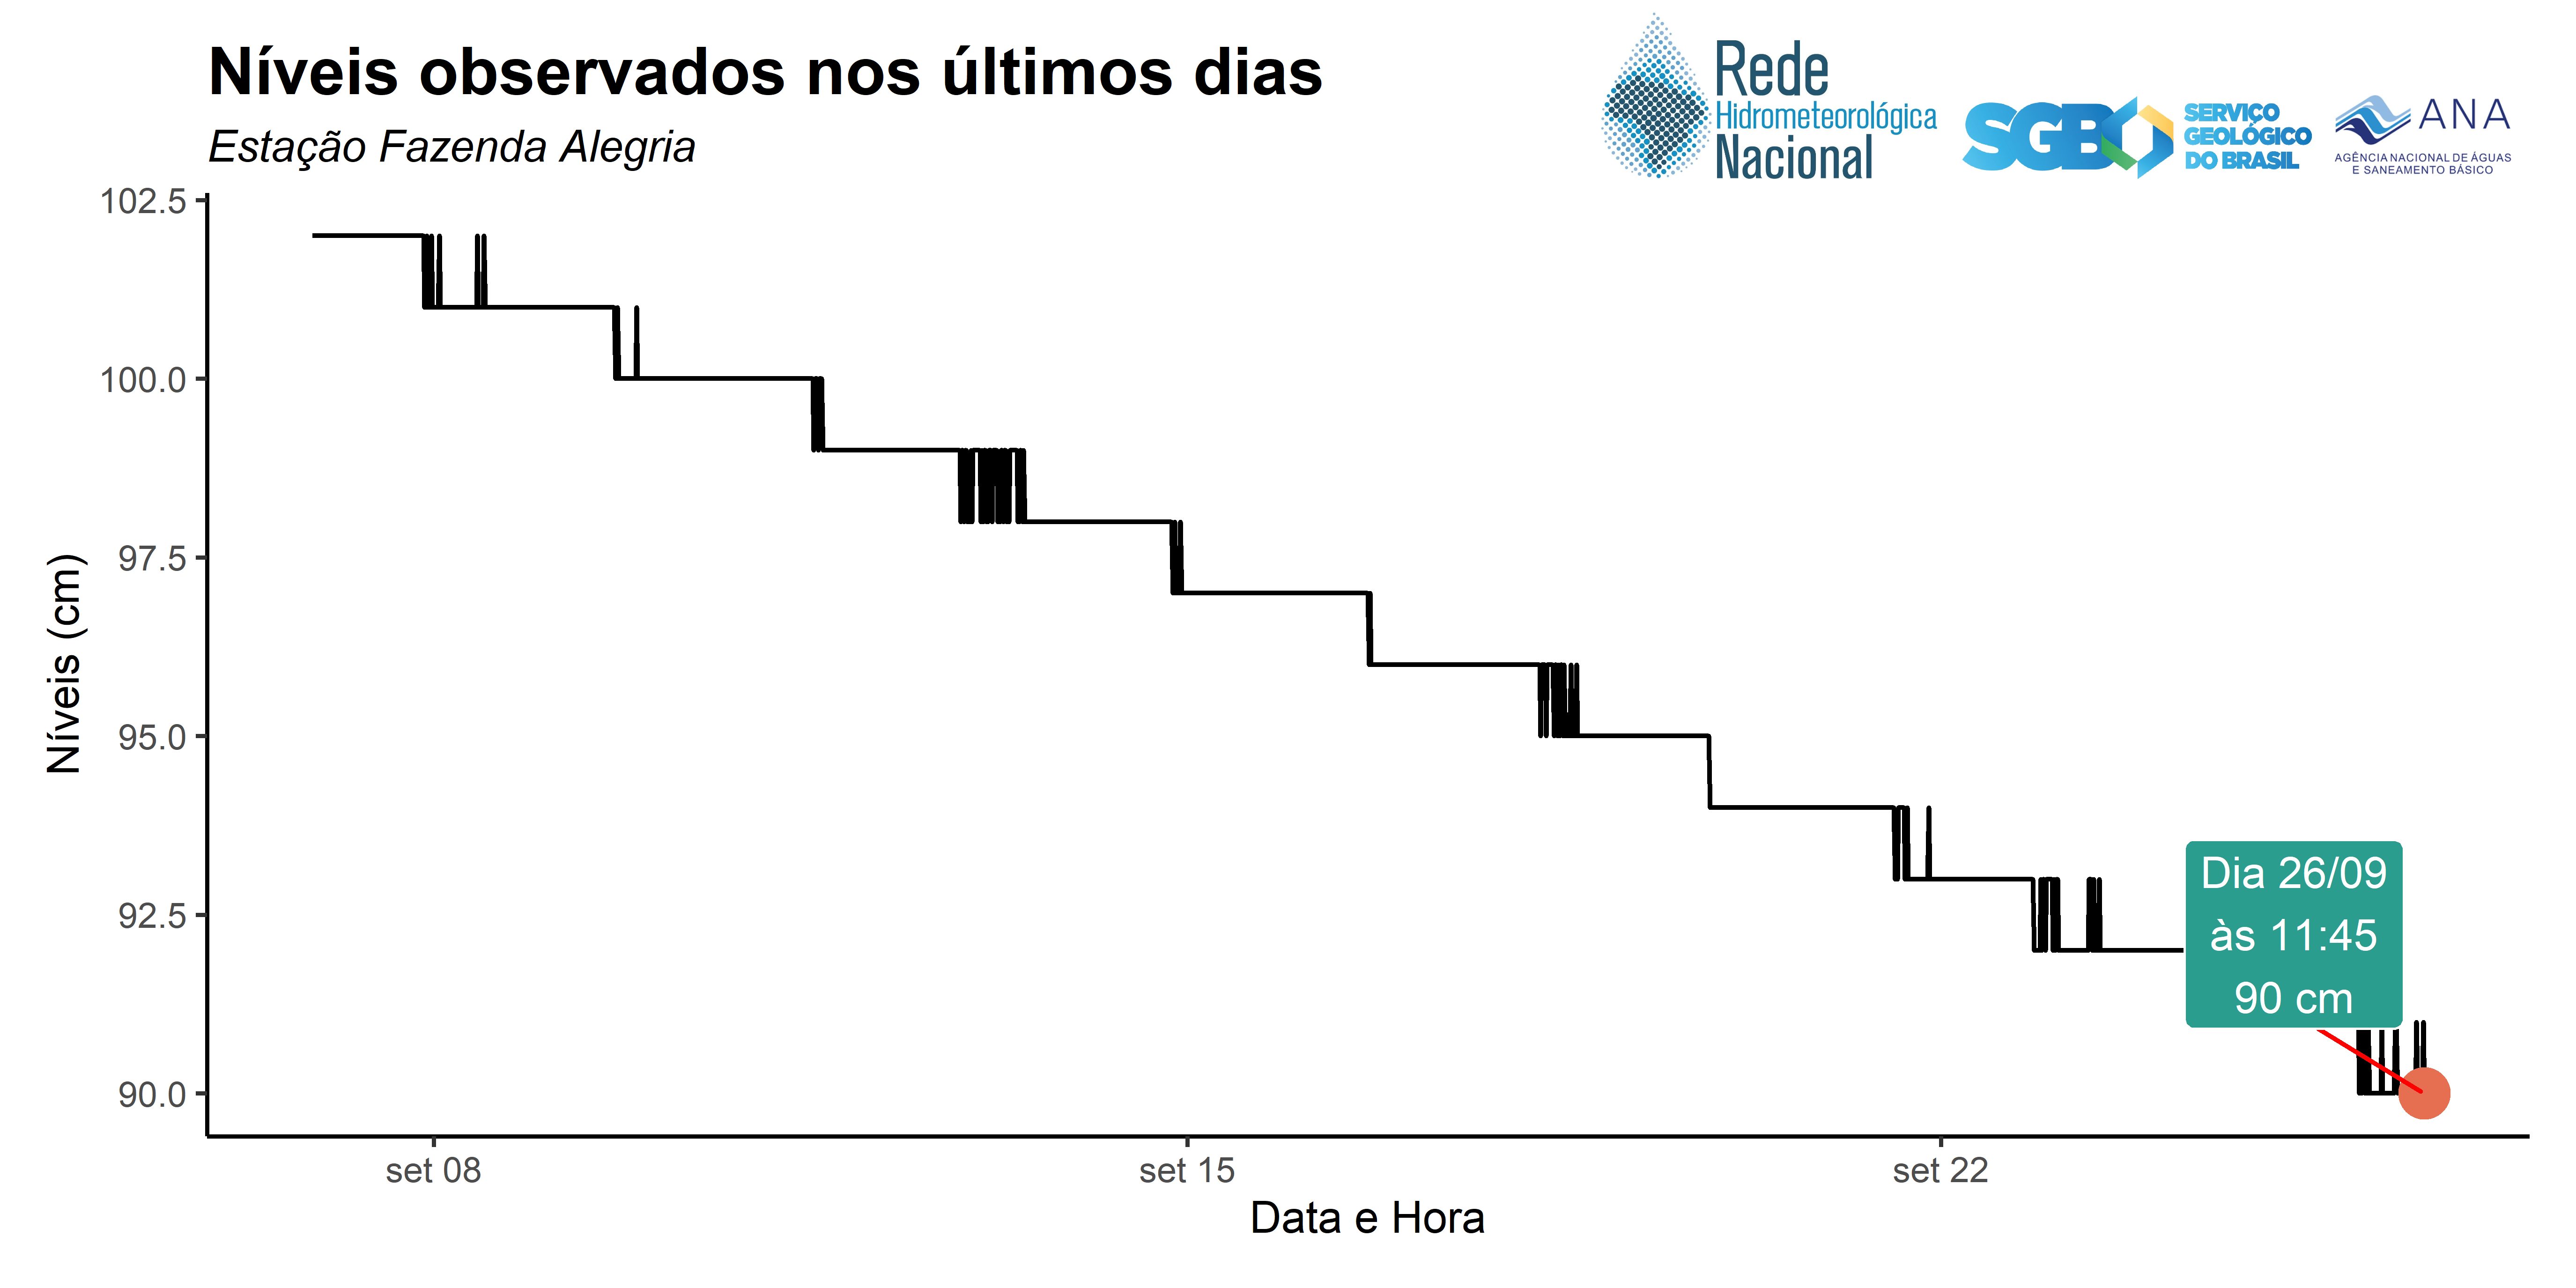 Níveis observados nos últimos dias
Estação Fazenda Alegria
Rede
Hidrometeorológica
Nacional
SGB
SERVIÇO
GEOLÓGICO
DO BRASIL
ANA
AGÊNCIA NACIONAL DE ÁGUAS
E SANEAMENTO BÁSICO
Níveis (cm)
102.5
100.0
97.5
95.0
92.5
90.0
Dia 26/09
às 11:45
90 cm
set 08
set 15
set 22
Data e Hora